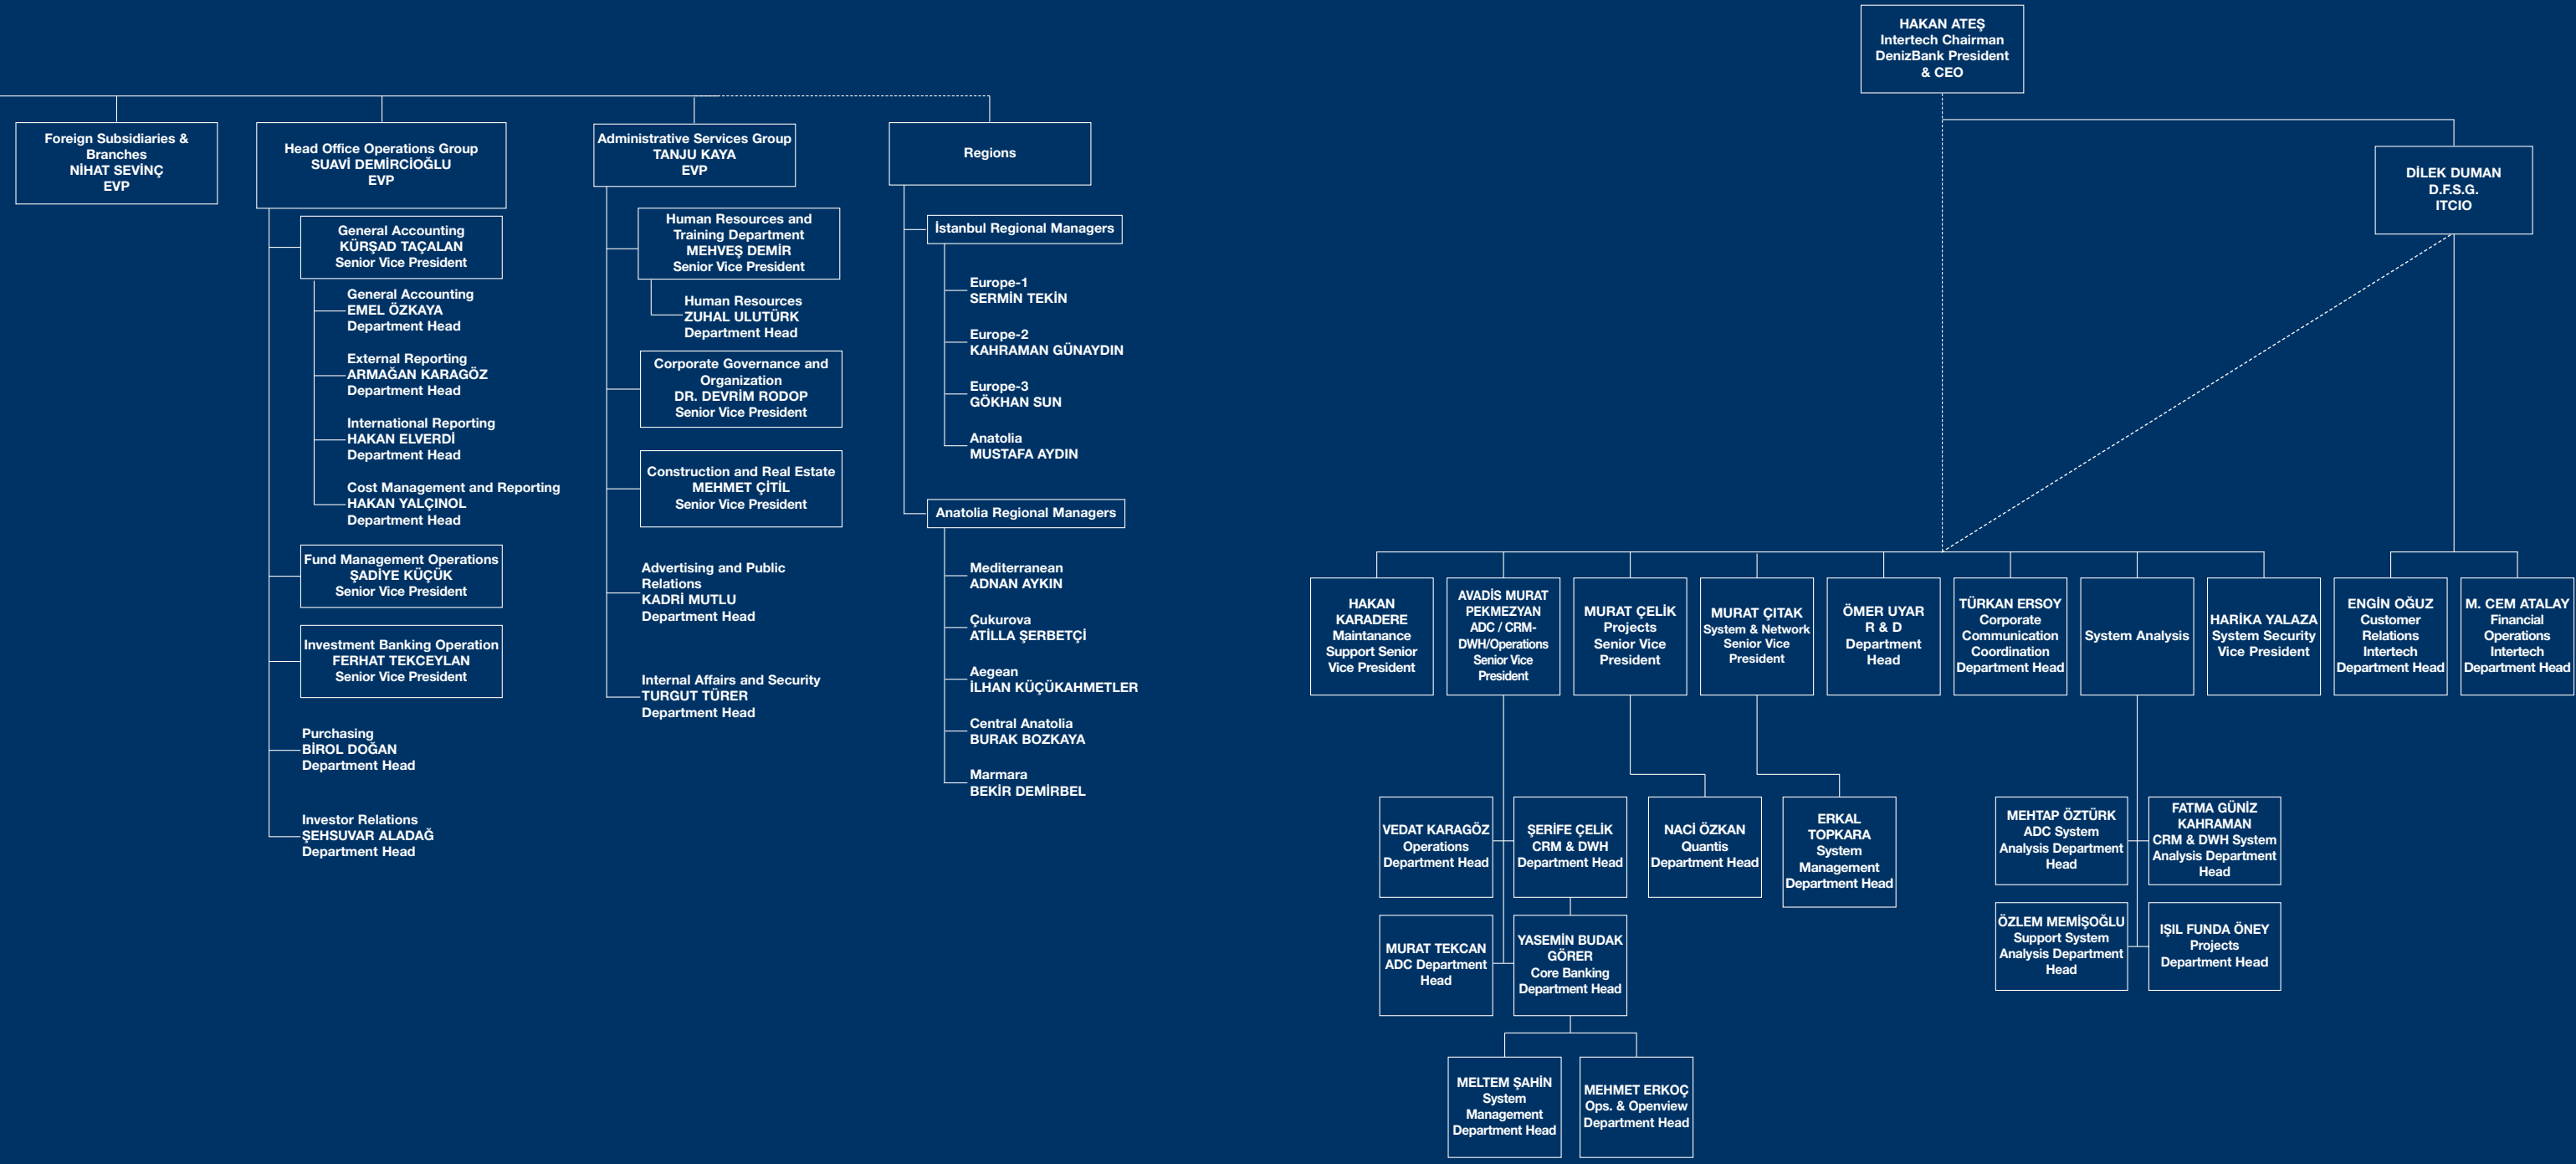 Foreign Subsidiaries &
Branches
NİHAT SEVİNÇ
EVP
Head Office Operations Group
SUAVİ DEMİRCİOĞLU
EVP
General Accounting
KÜRŞAD TAÇALAN
Senior Vice President
General Accounting
EMEL ÖZKAYA
Department Head
External Reporting
ARMAĞAN KARAGÖZ
Department Head
International Reporting
HAKAN ELVERDİ
Department Head
Cost Management and Reporting
HAKAN YALÇINOL
Department Head
Fund Management Operations
ŞADİYE KÜÇÜK
Senior Vice President
Investment Banking Operation
FERHAT TEKCEYLAN
Senior Vice President
Purchasing
BİROL DOĞAN
Department Head
Investor Relations
ŞEHSUVAR ALADAĞ
Department Head
Administrative Services Group
TANJU KAYA
EVP
Human Resources and
Training Department
MEHVEŞ DEMİR
Senior Vice President
Human Resources
ZUHAL ULUTÜRK
Department Head
Corporate Governance and
Organization
DR. DEVRİM RODOP
Senior Vice President
Construction and Real Estate
MEHMET ÇİTİL
Senior Vice President
Advertising and Public
Relations
KADRİ MUTLU
Department Head
Internal Affairs and Security
TURGUT TÜRER
Department Head
Regions
İstanbul Regional Managers
Europe-1
SERMİN TEKİN
Europe-2
KAHRAMAN GÜNAYDIN
Europe-3
GÖKHAN SUN
Anatolia
MUSTAFA AYDIN
Anatolia Regional Managers
Mediterranean
ADNAN AYKIN
Çukurova
ATİLLA ŞERBETÇİ
Aegean
İLHAN KÜÇÜKAHMETLER
Central Anatolia
BURAK BOZKAYA
Marmara
BEKİR DEMİRBEL
HAKAN ATEŞ
Intertech Chairman
DenizBank President
& CEO
DİLEK DUMAN
D.F.S.G.
ITCIO
HAKAN
KARADERE
Maintanance
Support Senior
Vice President
AVADİS MURAT
PEKMEZYAN
ADC / CRM-
DWH/Operations
Senior Vice
President
MURAT ÇELİK
Projects
Senior Vice
President
MURAT ÇITAK
System & Network
Senior Vice
President
ÖMER UYAR
R & D
Department
Head
TÜRKAN ERSOY
Corporate
Communication
Coordination
Department Head
System Analysis
HARİKA YALAZA
System Security
Vice President
ENGİN OĞUZ
Customer
Relations
Intertech
Department Head
M. CEM ATALAY
Financial
Operations
Intertech
Department Head
VEDAT KARAGÖZ
Operations
Department Head
ŞERİFE ÇELİK
CRM & DWH
Department Head
NACİ ÖZKAN
Quantis
Department Head
ERKAL
TOPKARA
System
Management
Department Head
MEHTAP ÖZTÜRK
ADC System
Analysis Department
Head
FATMA GÜNİZ
KAHRAMAN
CRM & DWH System
Analysis Department
Head
MURAT TEKCAN
ADC Department
Head
YASEMİN BUDAK
GÖRER
Core Banking
Department Head
ÖZLEM MEMİŞOĞLU
Support System
Analysis Department
Head
IŞIL FUNDA ÖNEY
Projects
Department Head
MELTEM ŞAHİN
System
Management
Department Head
MEHMET ERKOÇ
Ops. & Openview
Department Head